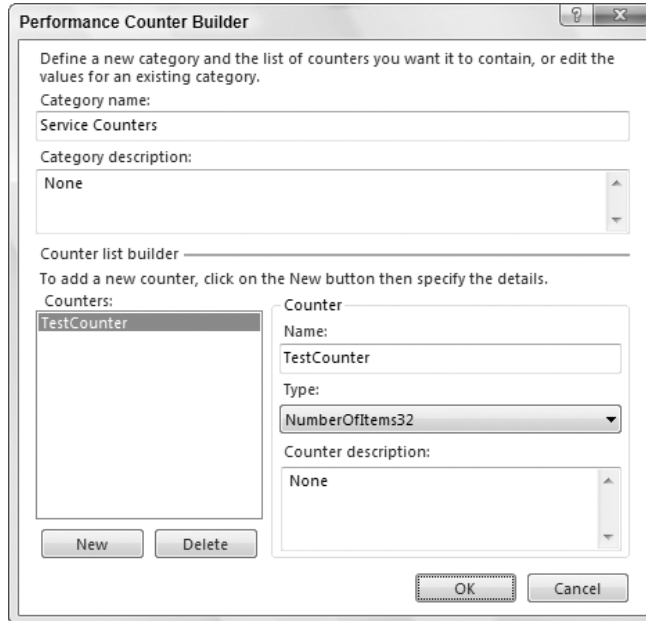 Performance Counter Builder
Define a new category and the list of counters you want it to contain, or edit the
values for an existing category.
Category name:
Service Counters
Category description:
None
Counter list builder
To add a new counter, click on the New button then specify the details.
Counters:
TestCounter
New
Delete
Counter
Name:
TestCounter
Type:
NumberOfItems32
Counter description:
None
OK
Cancel